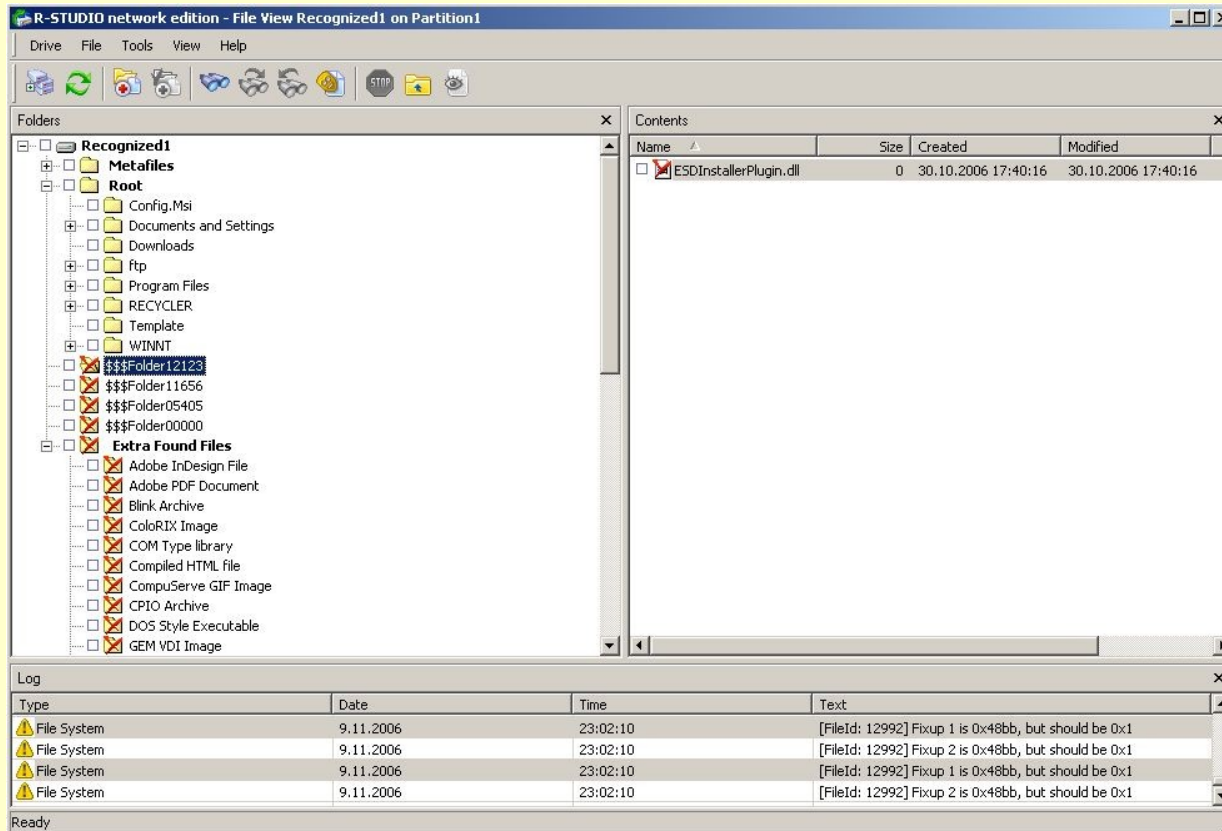 R-STUDIO network edition - File View Recognized1 on Partition1
Drive File Tools View Help
STOP
Folders
Recognized1
Metafiles
Root
Config.Msi
Documents and Settings
Downloads
ftp
Program Files
RECYCLER
Template
WINNT
$$$Folder12123
$$$Folder11656
$$$Folder05405
$$$Folder00000
Extra Found Files
Adobe InDesign File
Adobe PDF Document
Blink Archive
ColoRIX Image
COM Type library
Compiled HTML file
CompuServe GIF Image
CPIO Archive
DOS Style Executable
GEM VDI Image
Contents
Name Size Created Modified
ESDInstallerPlugin.dll 0 30.10.2006 17:40:16 30.10.2006 17:40:16
Log
Type Date Time Text
File System 9.11.2006 23:02:10 [FileId: 12992] Fixup 1 is 0x48bb, but should be 0x1
File System 9.11.2006 23:02:10 [FileId: 12992] Fixup 2 is 0x48bb, but should be 0x1
File System 9.11.2006 23:02:10 [FileId: 12992] Fixup 1 is 0x48bb, but should be 0x1
File System 9.11.2006 23:02:10 [FileId: 12992] Fixup 2 is 0x48bb, but should be 0x1
Ready